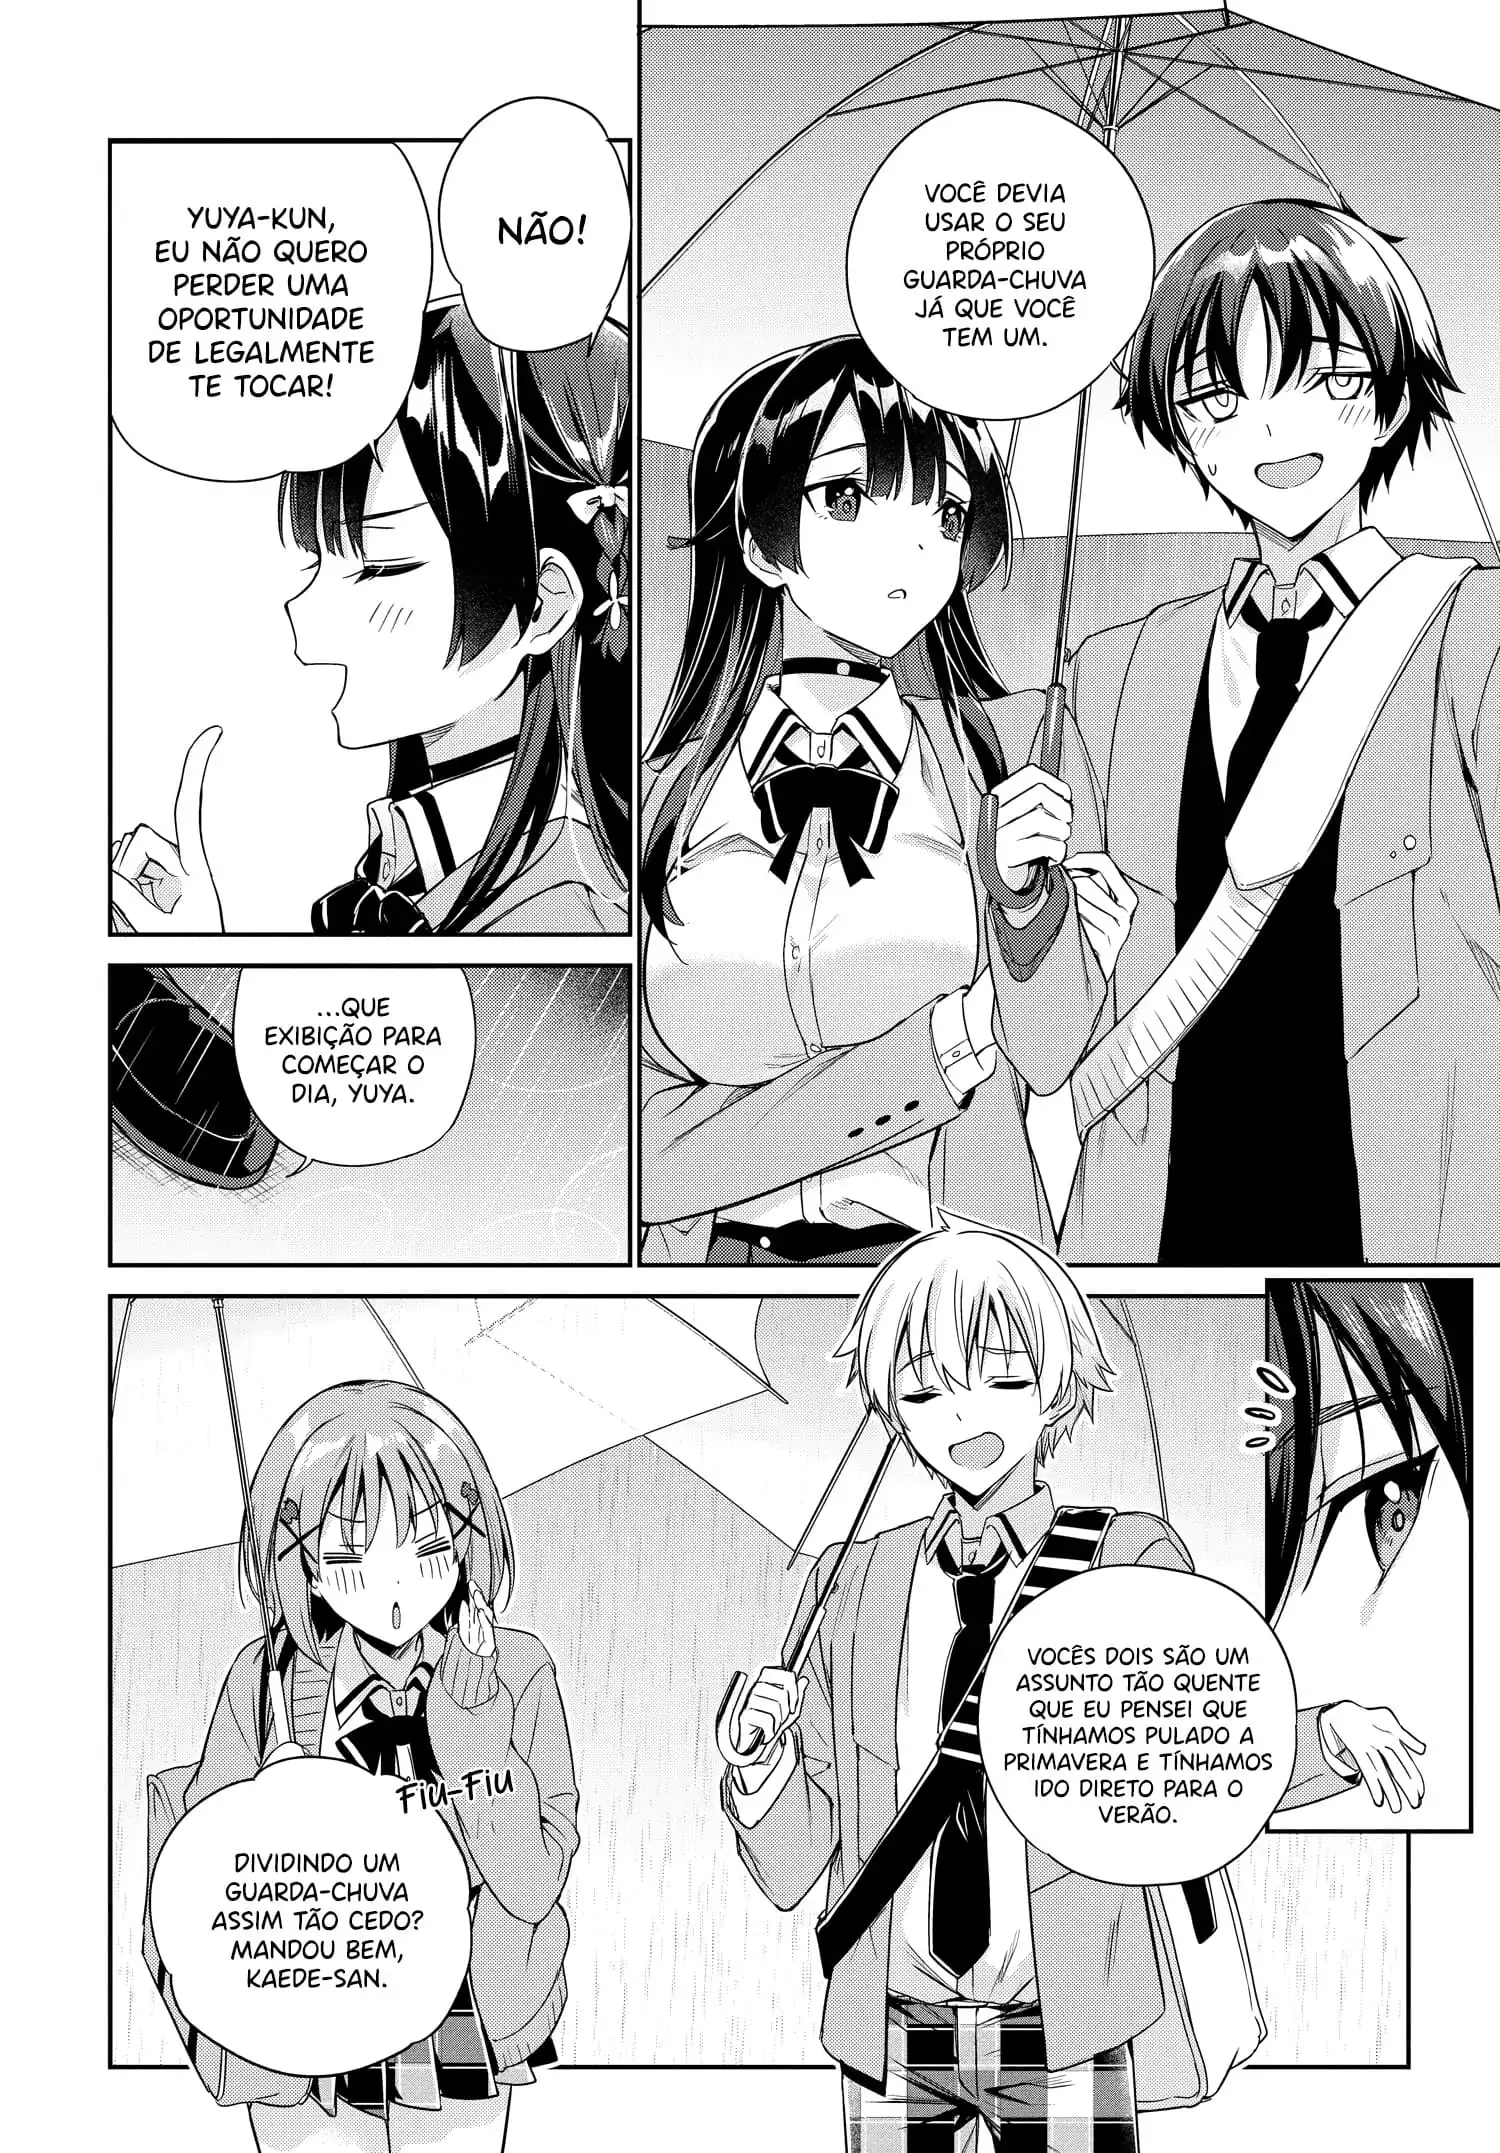 VOCÊ DEVIA
USAR O SEU
PRÓPRIO
GUARDA-CHUVA
JÁ QUE VOCÊ
TEM UM.
NÃO!
YUYA-KUN,
EU NÃO QUERO
PERDER UMA
OPORTUNIDADE
DE LEGALMENTE
TE TOCAR!
...QUE
EXIBIÇÃO PARA
COMEÇAR O
DIA, YUYA.
VOCÊS DOIS SÃO UM
ASSUNTO TÃO QUENTE
QUE EU PENSEI QUE
TÍNHAMOS PULADO A
PRIMAVERA E TÍNHAMOS
IDO DIRETO PARA O
VERÃO.
FIU-FIU
DIVIDINDO UM
GUARDA-CHUVA
ASSIM TÃO CEDO?
MANDOU BEM,
KAEDE-SAN.